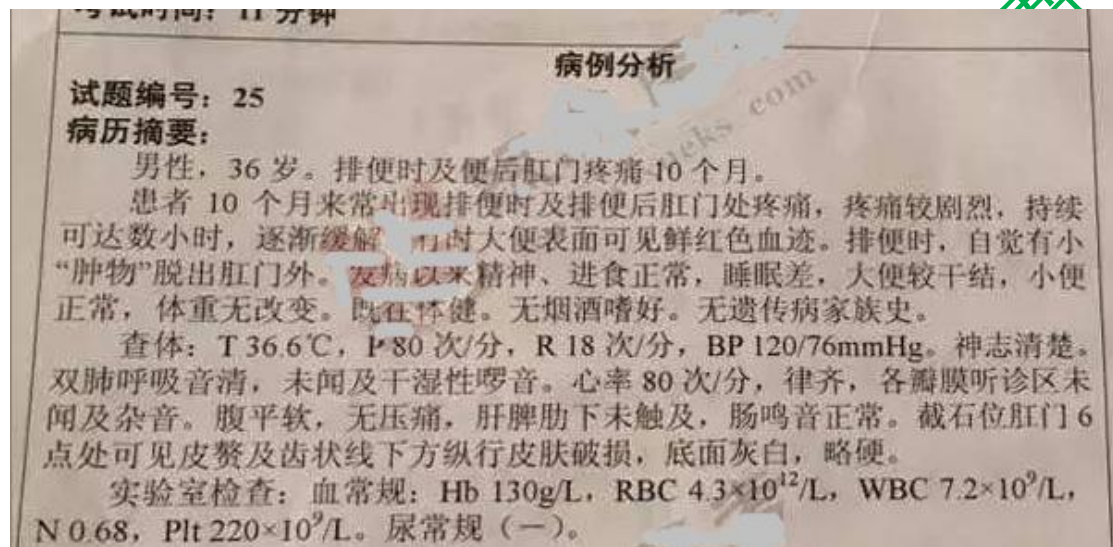 考试时间：11 分钟
病例分析
试题编号：25
病历摘要：
男性，36 岁。排便时及便后肛门疼痛 10 个月。
患者 10 个月来常出现排便时及排便后肛门处疼痛，疼痛较剧烈，持续
可达数小时，逐渐缓解，有时大便表面可见鲜红色血迹。排便时，自觉有小
“肿物”脱出肛门外。发病以来精神、进食正常，睡眠差，大便较干结，小便
正常，体重无改变。既往体健。无烟酒嗜好。无遗传病家族史。
查体：T 36.6℃，P 80 次/分，R 18 次/分，BP 120/76mmHg。神志清楚。
双肺呼吸音清，未闻及干湿性啰音。心率 80 次/分，律齐，各瓣膜听诊区未
闻及杂音。腹平软，无压痛，肝脾肋下未触及，肠鸣音正常。截石位肛门 6
点处可见皮赘及齿状线下方纵行皮肤破损，底面灰白，略硬。
实验室检查：血常规：Hb 130g/L，RBC 4.3×10¹²/L，WBC 7.2×10⁹/L，
N 0.68，Plt 220×10⁹/L。尿常规（－）。